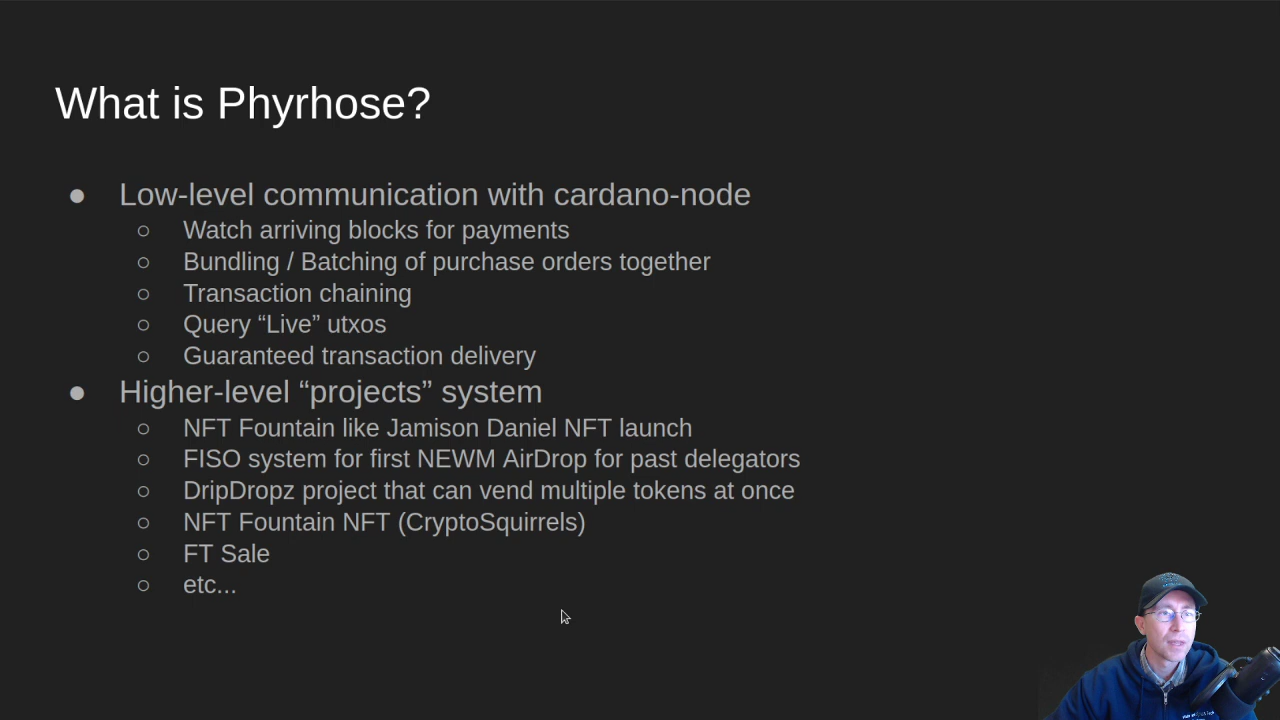 What is Phyrhose?
● Low-level communication with cardano-node
○ Watch arriving blocks for payments
○ Bundling / Batching of purchase orders together
○ Transaction chaining
○ Query “Live” utxos
○ Guaranteed transaction delivery
● Higher-level “projects” system
○ NFT Fountain like Jamison Daniel NFT launch
○ FISO system for first NEWM AirDrop for past delegators
○ DripDropz project that can vend multiple tokens at once
○ NFT Fountain NFT (CryptoSquirrels)
○ FT Sale
○ etc...